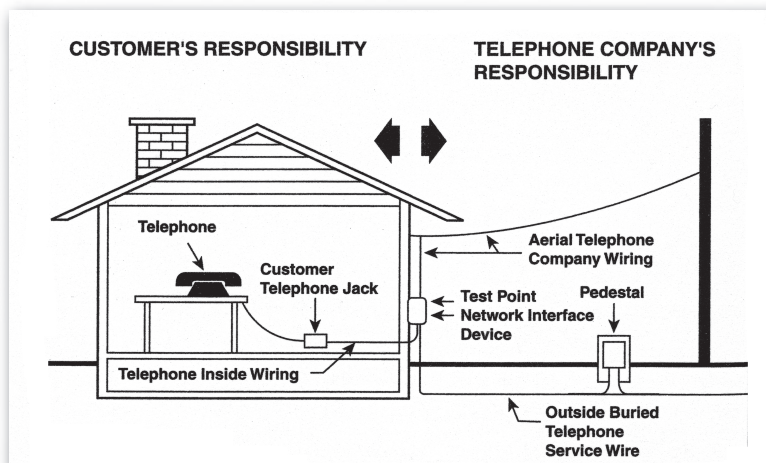 CUSTOMER'S RESPONSIBILITY
TELEPHONE COMPANY'S
RESPONSIBILITY
Telephone
Customer
Telephone Jack
Aerial Telephone
Company Wiring
Test Point
Network Interface
Device
Pedestal
Telephone Inside Wiring
Outside Buried
Telephone
Service Wire